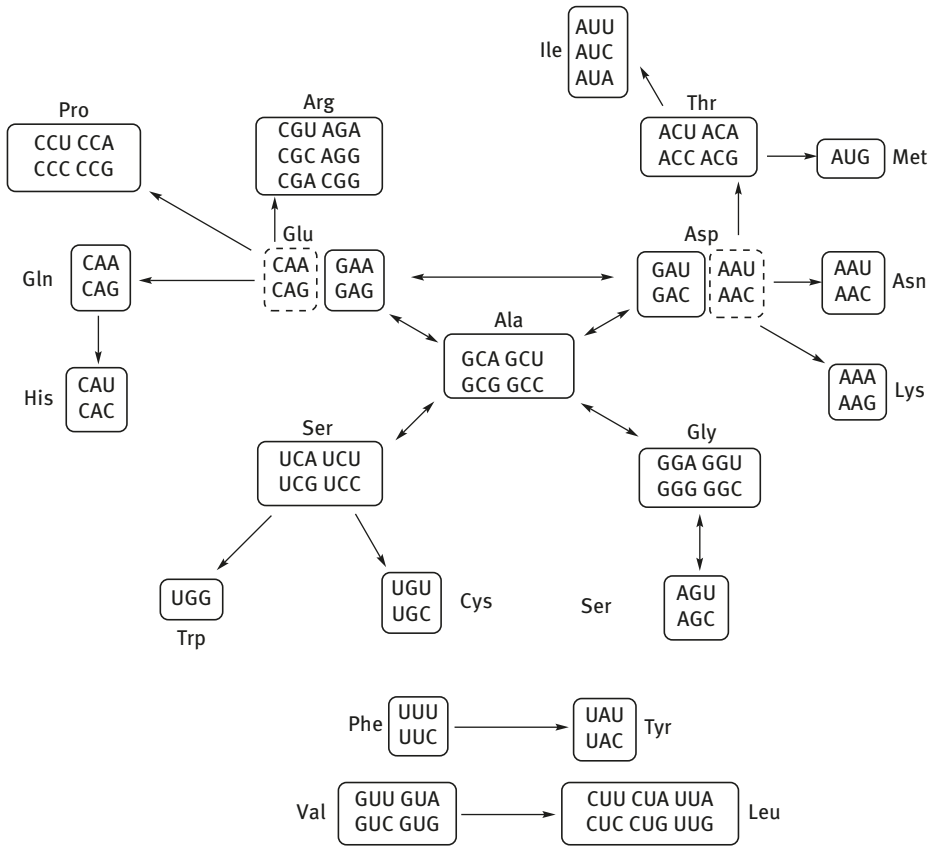 Ile
AUU
AUC
AUA
Pro
CCU CCA
CCC CCG
Arg
CGU AGA
CGC AGG
CGA CGG
Thr
ACU ACA
ACC ACG
AUG
Met
Gln
CAA
CAG
Glu
CAA
CAG
GAA
GAG
Asp
GAU
GAC
AAU
AAC
AAU
AAC
Asn
Ala
GCA GCU
GCG GCC
His
CAU
CAC
AAA
AAG
Lys
Ser
UCA UCU
UCG UCC
Gly
GGA GGU
GGG GGC
UGG
Trp
UGU
UGC
Cys
Ser
AGU
AGC
Phe
UUU
UUC
UAU
UAC
Tyr
Val
GUU GUA
GUC GUG
CUU CUA UUA
CUC CUG UUG
Leu